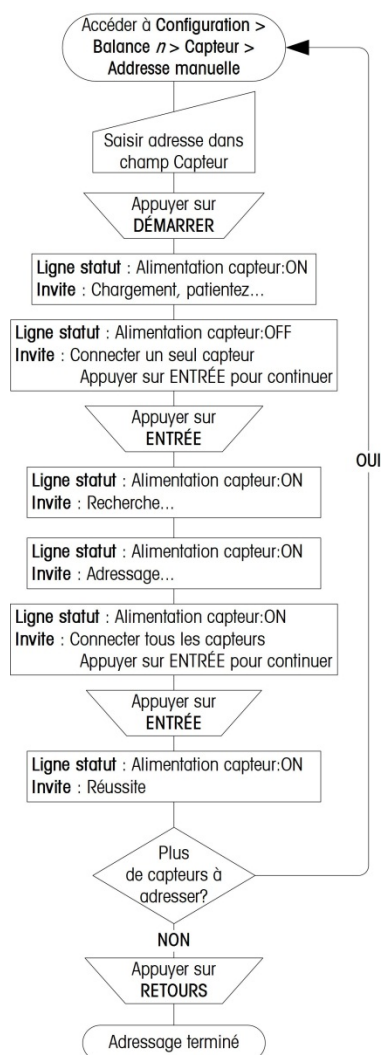 Accéder à Configuration >
Balance n > Capteur >
Addresse manuelle
Saisir adresse dans
champ Capteur
Appuyer sur
DÉMARRER
Ligne statut : Alimentation capteur:ON
Invite : Chargement, patientez...
Ligne statut : Alimentation capteur:OFF
Invite : Connecter un seul capteur
Appuyer sur ENTRÉE pour continuer
Appuyer sur
ENTRÉE
OUI
Ligne statut : Alimentation capteur:ON
Invite : Recherche...
Ligne statut : Alimentation capteur:ON
Invite : Adressage...
Ligne statut : Alimentation capteur:ON
Invite : Connecter tous les capteurs
Appuyer sur ENTRÉE pour continuer
Appuyer sur
ENTRÉE
Ligne statut : Alimentation capteur:ON
Invite : Réussite
Plus
de capteurs à
adresser?
NON
Appuyer sur
RETOURS
Adressage terminé